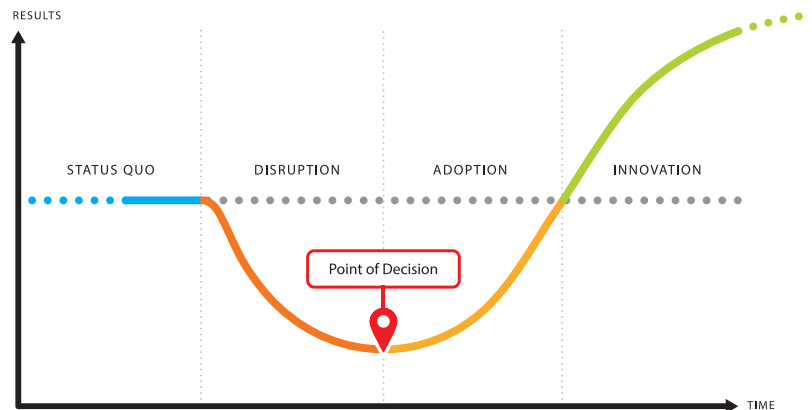 RESULTS
STATUS QUO
DISRUPTION
ADOPTION
INNOVATION
Point of Decision
TIME